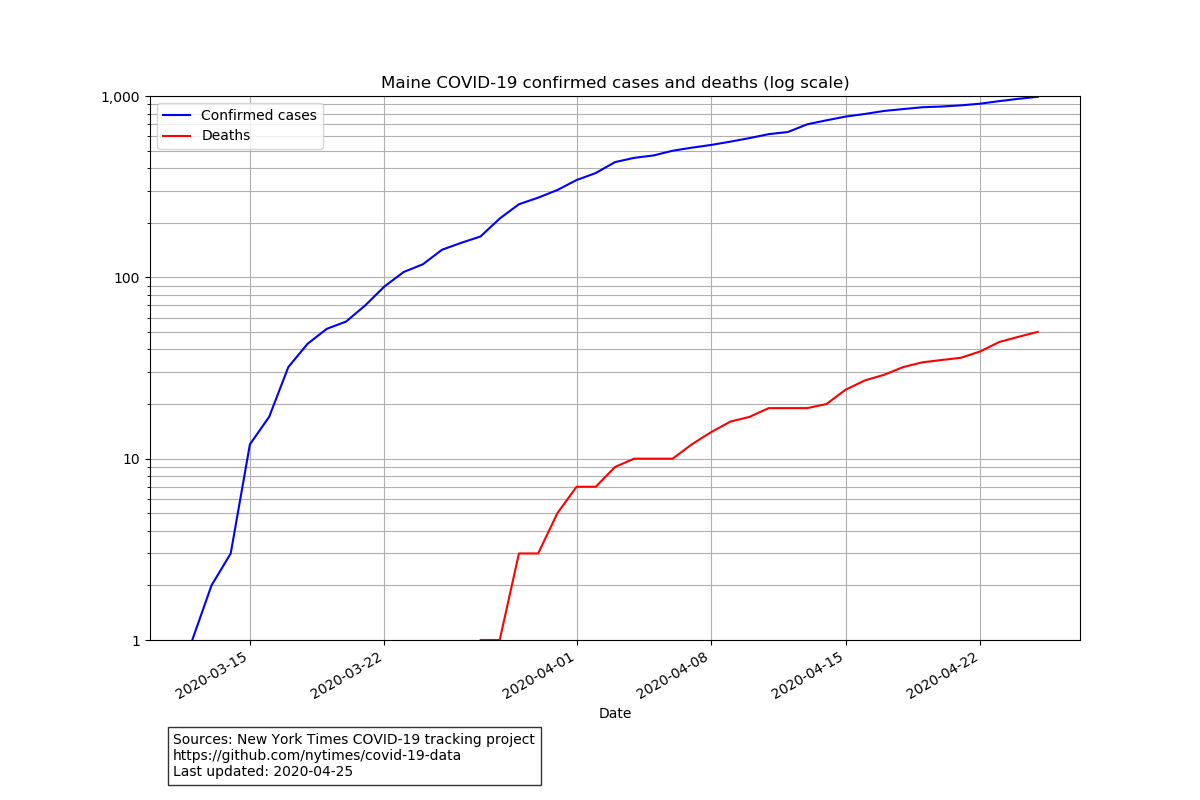 Maine COVID-19 confirmed cases and deaths (log scale)
1,000
100
10
1
Confirmed cases
Deaths
2020-03-15
2020-03-22
2020-04-01
2020-04-08
2020-04-15
2020-04-22
Date
Sources: New York Times COVID-19 tracking project
https://github.com/nytimes/covid-19-data
Last updated: 2020-04-25